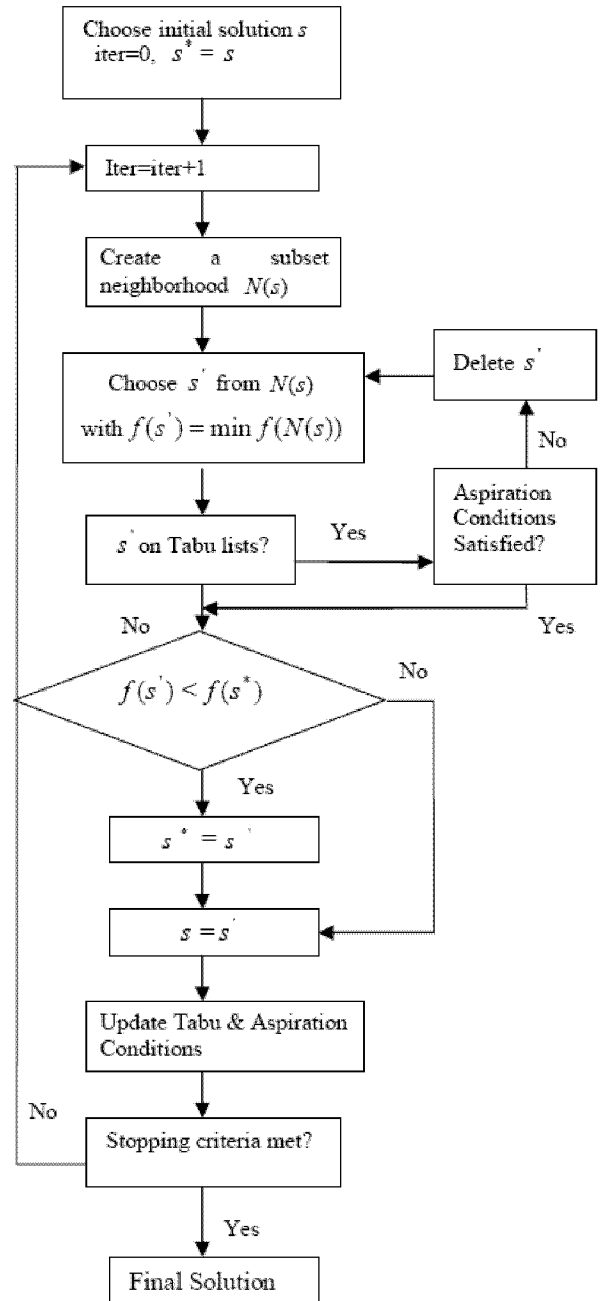 Choose initial solution s
iter=0, s* = s
Iter=iter+1
Create a subset
neighborhood N(s)
Choose s' from N(s)
with f(s') = min f(N(s))
Delete s'
No
s' on Tabu lists?
Yes
Aspiration
Conditions
Satisfied?
No
Yes
f(s') < f(s*)
No
Yes
s* = s'
s = s'
Update Tabu & Aspiration
Conditions
No
Stopping criteria met?
Yes
Final Solution